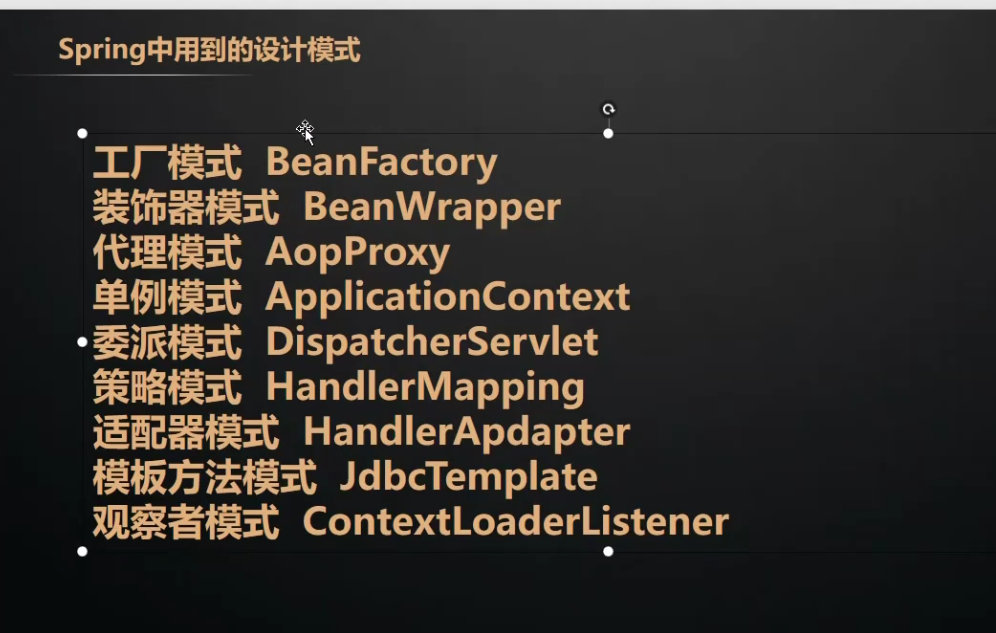 Spring中用到的设计模式
工厂模式 BeanFactory
装饰器模式 BeanWrapper
代理模式 AopProxy
单例模式 ApplicationContext
委派模式 DispatcherServlet
策略模式 HandlerMapping
适配器模式 HandlerApdapter
模板方法模式 JdbcTemplate
观察者模式 ContextLoaderListener